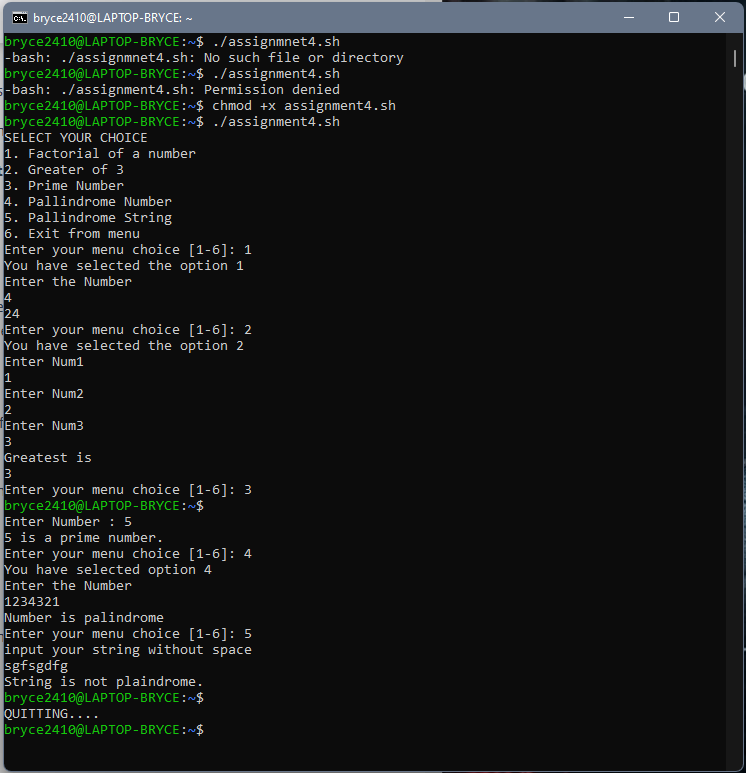 bryce2410@LAPTOP-BRYCE: ~
bryce2410@LAPTOP-BRYCE:~$ ./assignmnet4.sh
-bash: ./assignmnet4.sh: No such file or directory
bryce2410@LAPTOP-BRYCE:~$ ./assignment4.sh
-bash: ./assignment4.sh: Permission denied
bryce2410@LAPTOP-BRYCE:~$ chmod +x assignment4.sh
bryce2410@LAPTOP-BRYCE:~$ ./assignment4.sh
SELECT YOUR CHOICE
1. Factorial of a number
2. Greater of 3
3. Prime Number
4. Pallindrome Number
5. Pallindrome String
6. Exit from menu
Enter your menu choice [1-6]: 1
You have selected the option 1
Enter the Number
4
24
Enter your menu choice [1-6]: 2
You have selected the option 2
Enter Num1
1
Enter Num2
2
Enter Num3
3
Greatest is
3
Enter your menu choice [1-6]: 3
bryce2410@LAPTOP-BRYCE:~$
Enter Number : 5
5 is a prime number.
Enter your menu choice [1-6]: 4
You have selected option 4
Enter the Number
1234321
Number is palindrome
Enter your menu choice [1-6]: 5
input your string without space
sgfsgdfg
String is not plaindrome.
bryce2410@LAPTOP-BRYCE:~$
QUITTING....
bryce2410@LAPTOP-BRYCE:~$